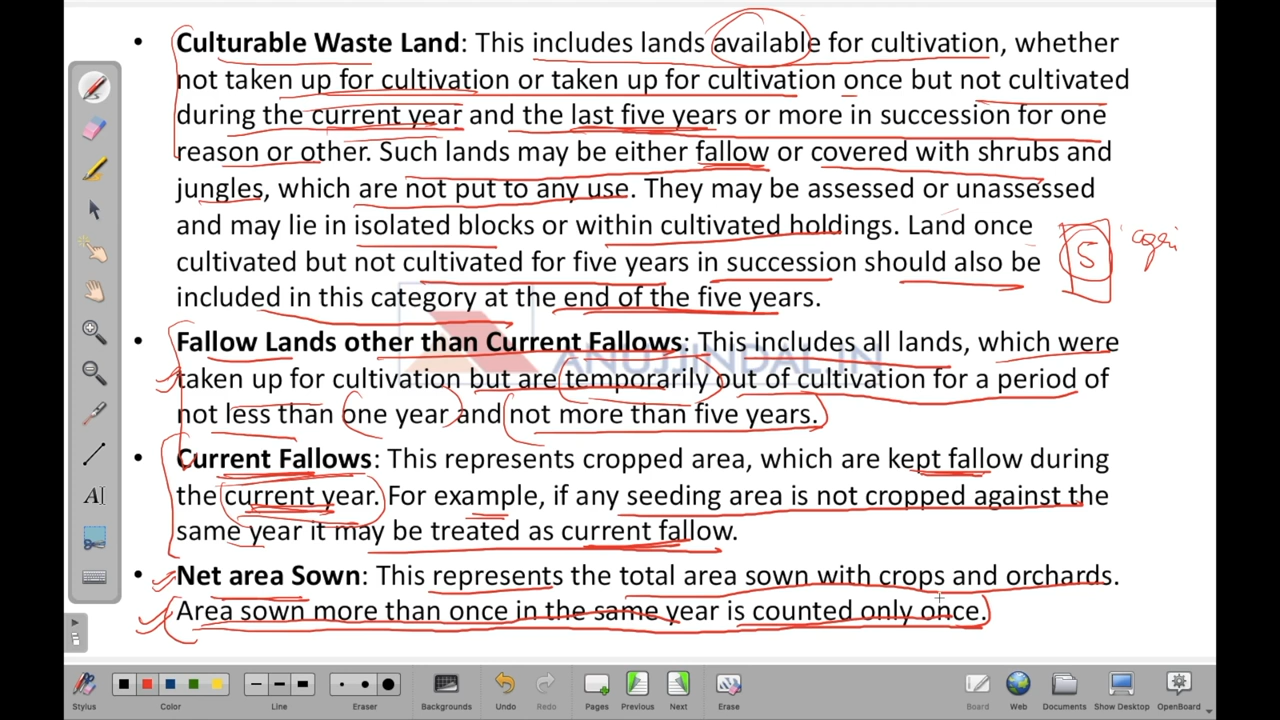 • Culturable Waste Land: This includes lands available for cultivation, whether
not taken up for cultivation or taken up for cultivation once but not cultivated
during the current year and the last five years or more in succession for one
reason or other. Such lands may be either fallow or covered with shrubs and
jungles, which are not put to any use. They may be assessed or unassessed
and may lie in isolated blocks or within cultivated holdings. Land once
cultivated but not cultivated for five years in succession should also be
included in this category at the end of the five years.
5
ANUJJINDAL.IN
• Fallow Lands other than Current Fallows: This includes all lands, which were
taken up for cultivation but are temporarily out of cultivation for a period of
not less than one year and not more than five years.
• Current Fallows: This represents cropped area, which are kept fallow during
the current year. For example, if any seeding area is not cropped against the
same year it may be treated as current fallow.
• Net area Sown: This represents the total area sown with crops and orchards.
Area sown more than once in the same year is counted only once.
A
Stylus Color Line Eraser Backgrounds Undo Redo Pages Previous Next Erase Board Web Documents Show Desktop OpenBoard